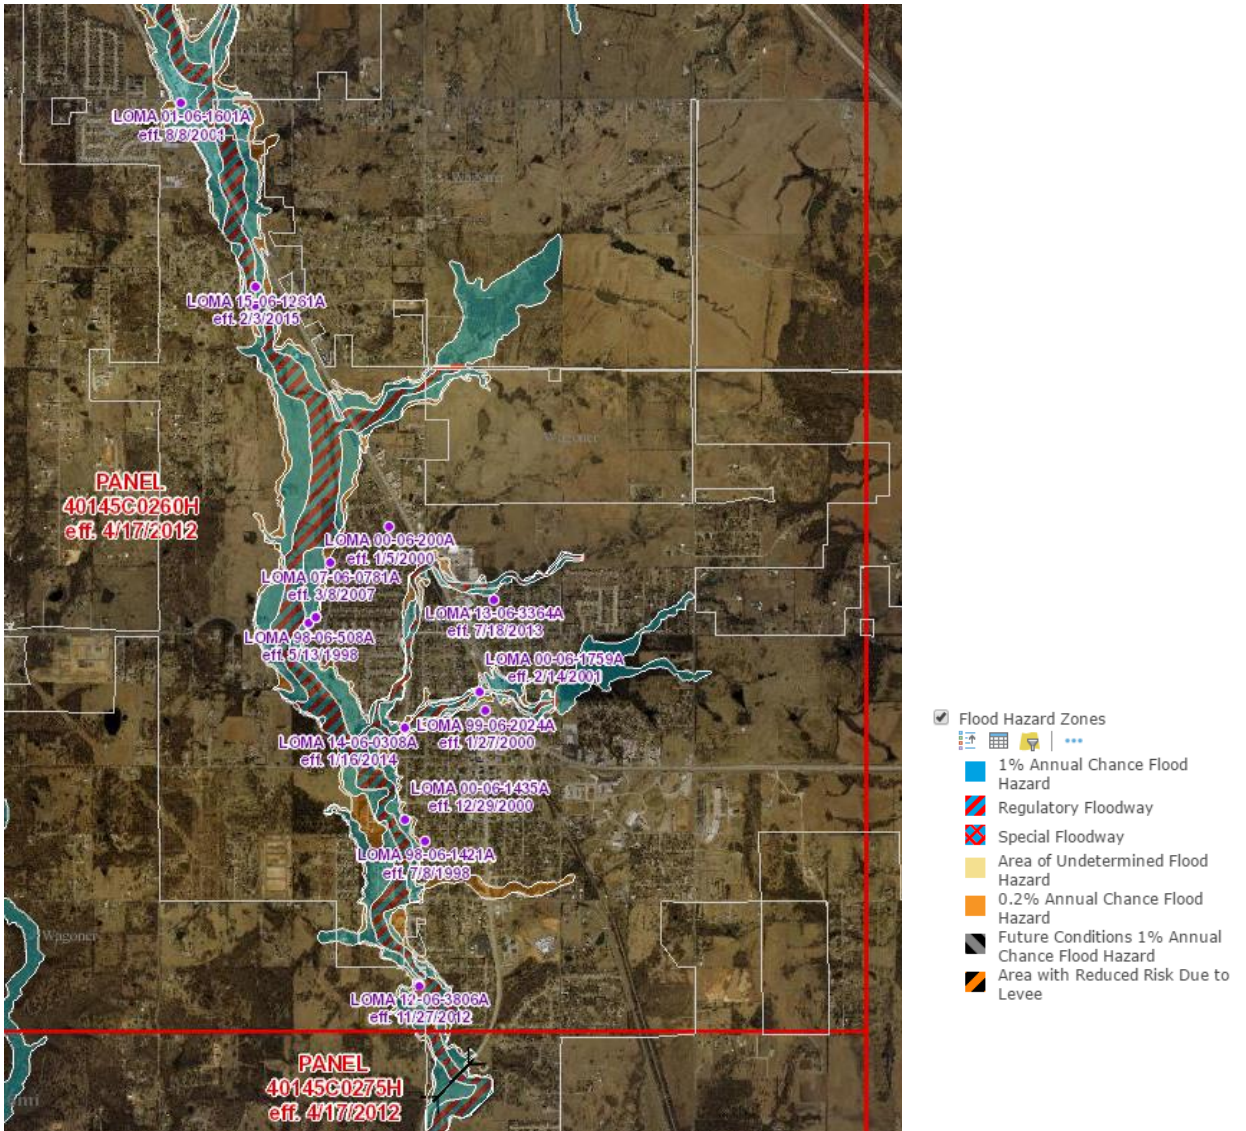 LOMA 01-06-1601A
eff. 8/8/2001
Wagoner
LOMA 15-06-1261A
eff. 2/3/2015
Wagoner
PANEL
40145C0260H
eff. 4/17/2012
LOMA 00-06-200A
eff. 1/5/2000
LOMA 07-06-0781A
eff. 3/8/2007
LOMA 13-06-3364A
eff. 7/18/2013
LOMA 98-06-508A
eff. 5/13/1998
LOMA 00-06-1759A
eff. 2/14/2001
LOMA 99-06-2024A
eff. 1/27/2000
LOMA 14-06-0308A
eff. 1/16/2014
LOMA 00-06-1435A
eff. 12/29/2000
LOMA 98-06-1421A
eff. 7/8/1998
Wagoner
LOMA 12-06-3806A
eff. 11/27/2012
PANEL
40145C0275H
eff. 4/17/2012
Flood Hazard Zones
1% Annual Chance Flood
Hazard
Regulatory Floodway
Special Floodway
Area of Undetermined Flood
Hazard
0.2% Annual Chance Flood
Hazard
Future Conditions 1% Annual
Chance Flood Hazard
Area with Reduced Risk Due to
Levee